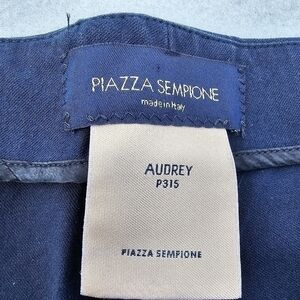 PIAZZA SEMPIONE
made in Italy
AUDREY
P315
PIAZZA SEMPIONE